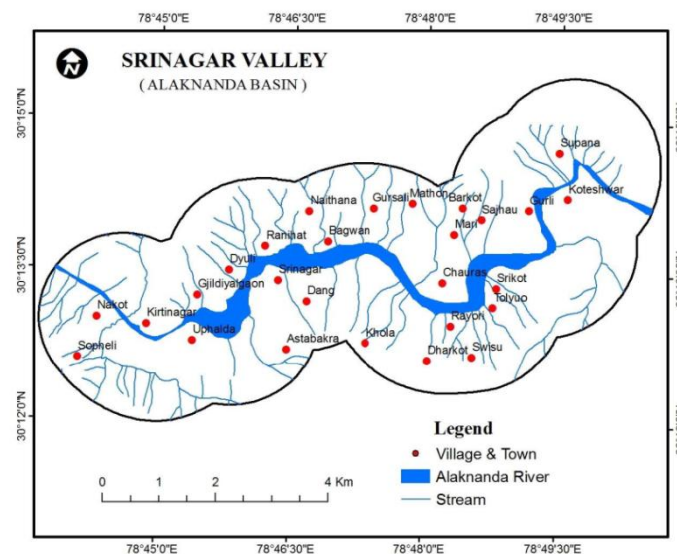 78°45'0"E 78°46'30"E 78°48'0"E 78°49'30"E
N
SRINAGAR VALLEY
( ALAKNANDA BASIN )
30°15'0"N
30°13'30"N
30°12'0"N
Supana
Koteshwar
Gurli
Naithana
Gursali
Mathon
Barkot
Sajhau
Mari
Ranihat
Bagwan
Dyuli
Srinagar
Chauras
Srikot
Gjildiyalgaon
Dang
Tolyuo
Nakot
Kirtinagar
Uphalda
Rayori
Sopheli
Astabakra
Khola
Dharkot
Swisu
Legend
Village & Town
Alaknanda River
Stream
0 1 2 4 Km
78°45'0"E 78°46'30"E 78°48'0"E 78°49'30"E